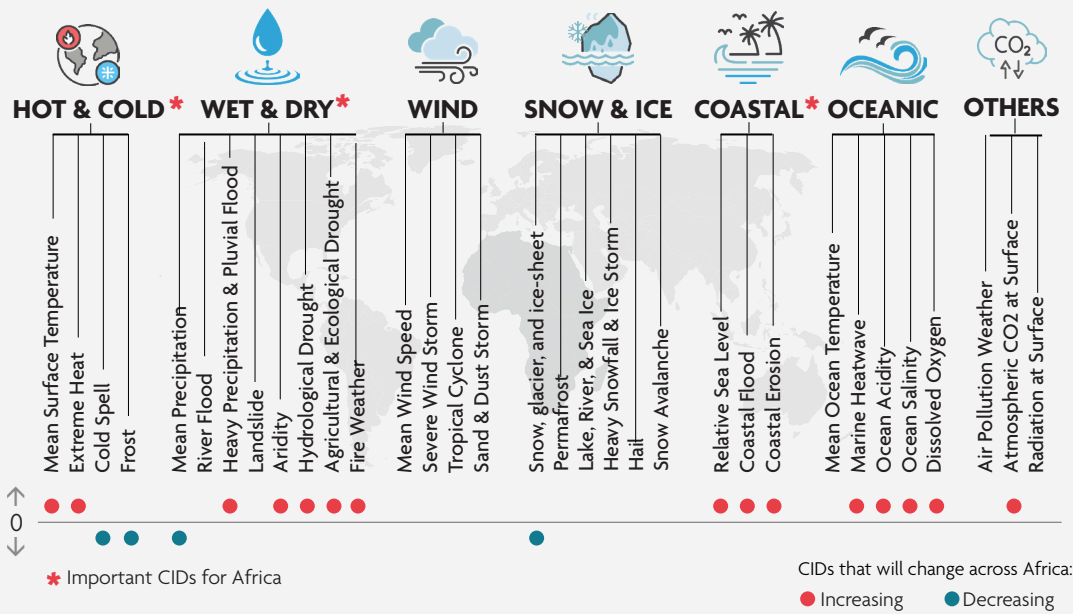 CO₂
HOT & COLD *
WET & DRY *
WIND
SNOW & ICE
COASTAL *
OCEANIC
OTHERS
Mean Surface Temperature
Extreme Heat
Cold Spell
Frost
Mean Precipitation
River Flood
Heavy Precipitation & Pluvial Flood
Landslide
Aridity
Hydrological Drought
Agricultural & Ecological Drought
Fire Weather
Mean Wind Speed
Severe Wind Storm
Tropical Cyclone
Sand & Dust Storm
Snow, glacier, and ice-sheet
Permafrost
Lake, River, & Sea Ice
Heavy Snowfall & Ice Storm
Hail
Snow Avalanche
Relative Sea Level
Coastal Flood
Coastal Erosion
Mean Ocean Temperature
Marine Heatwave
Ocean Acidity
Ocean Salinity
Dissolved Oxygen
Air Pollution Weather
Atmospheric CO2 at Surface
Radiation at Surface
0
* Important CIDs for Africa
CIDs that will change across Africa:
Increasing
Decreasing